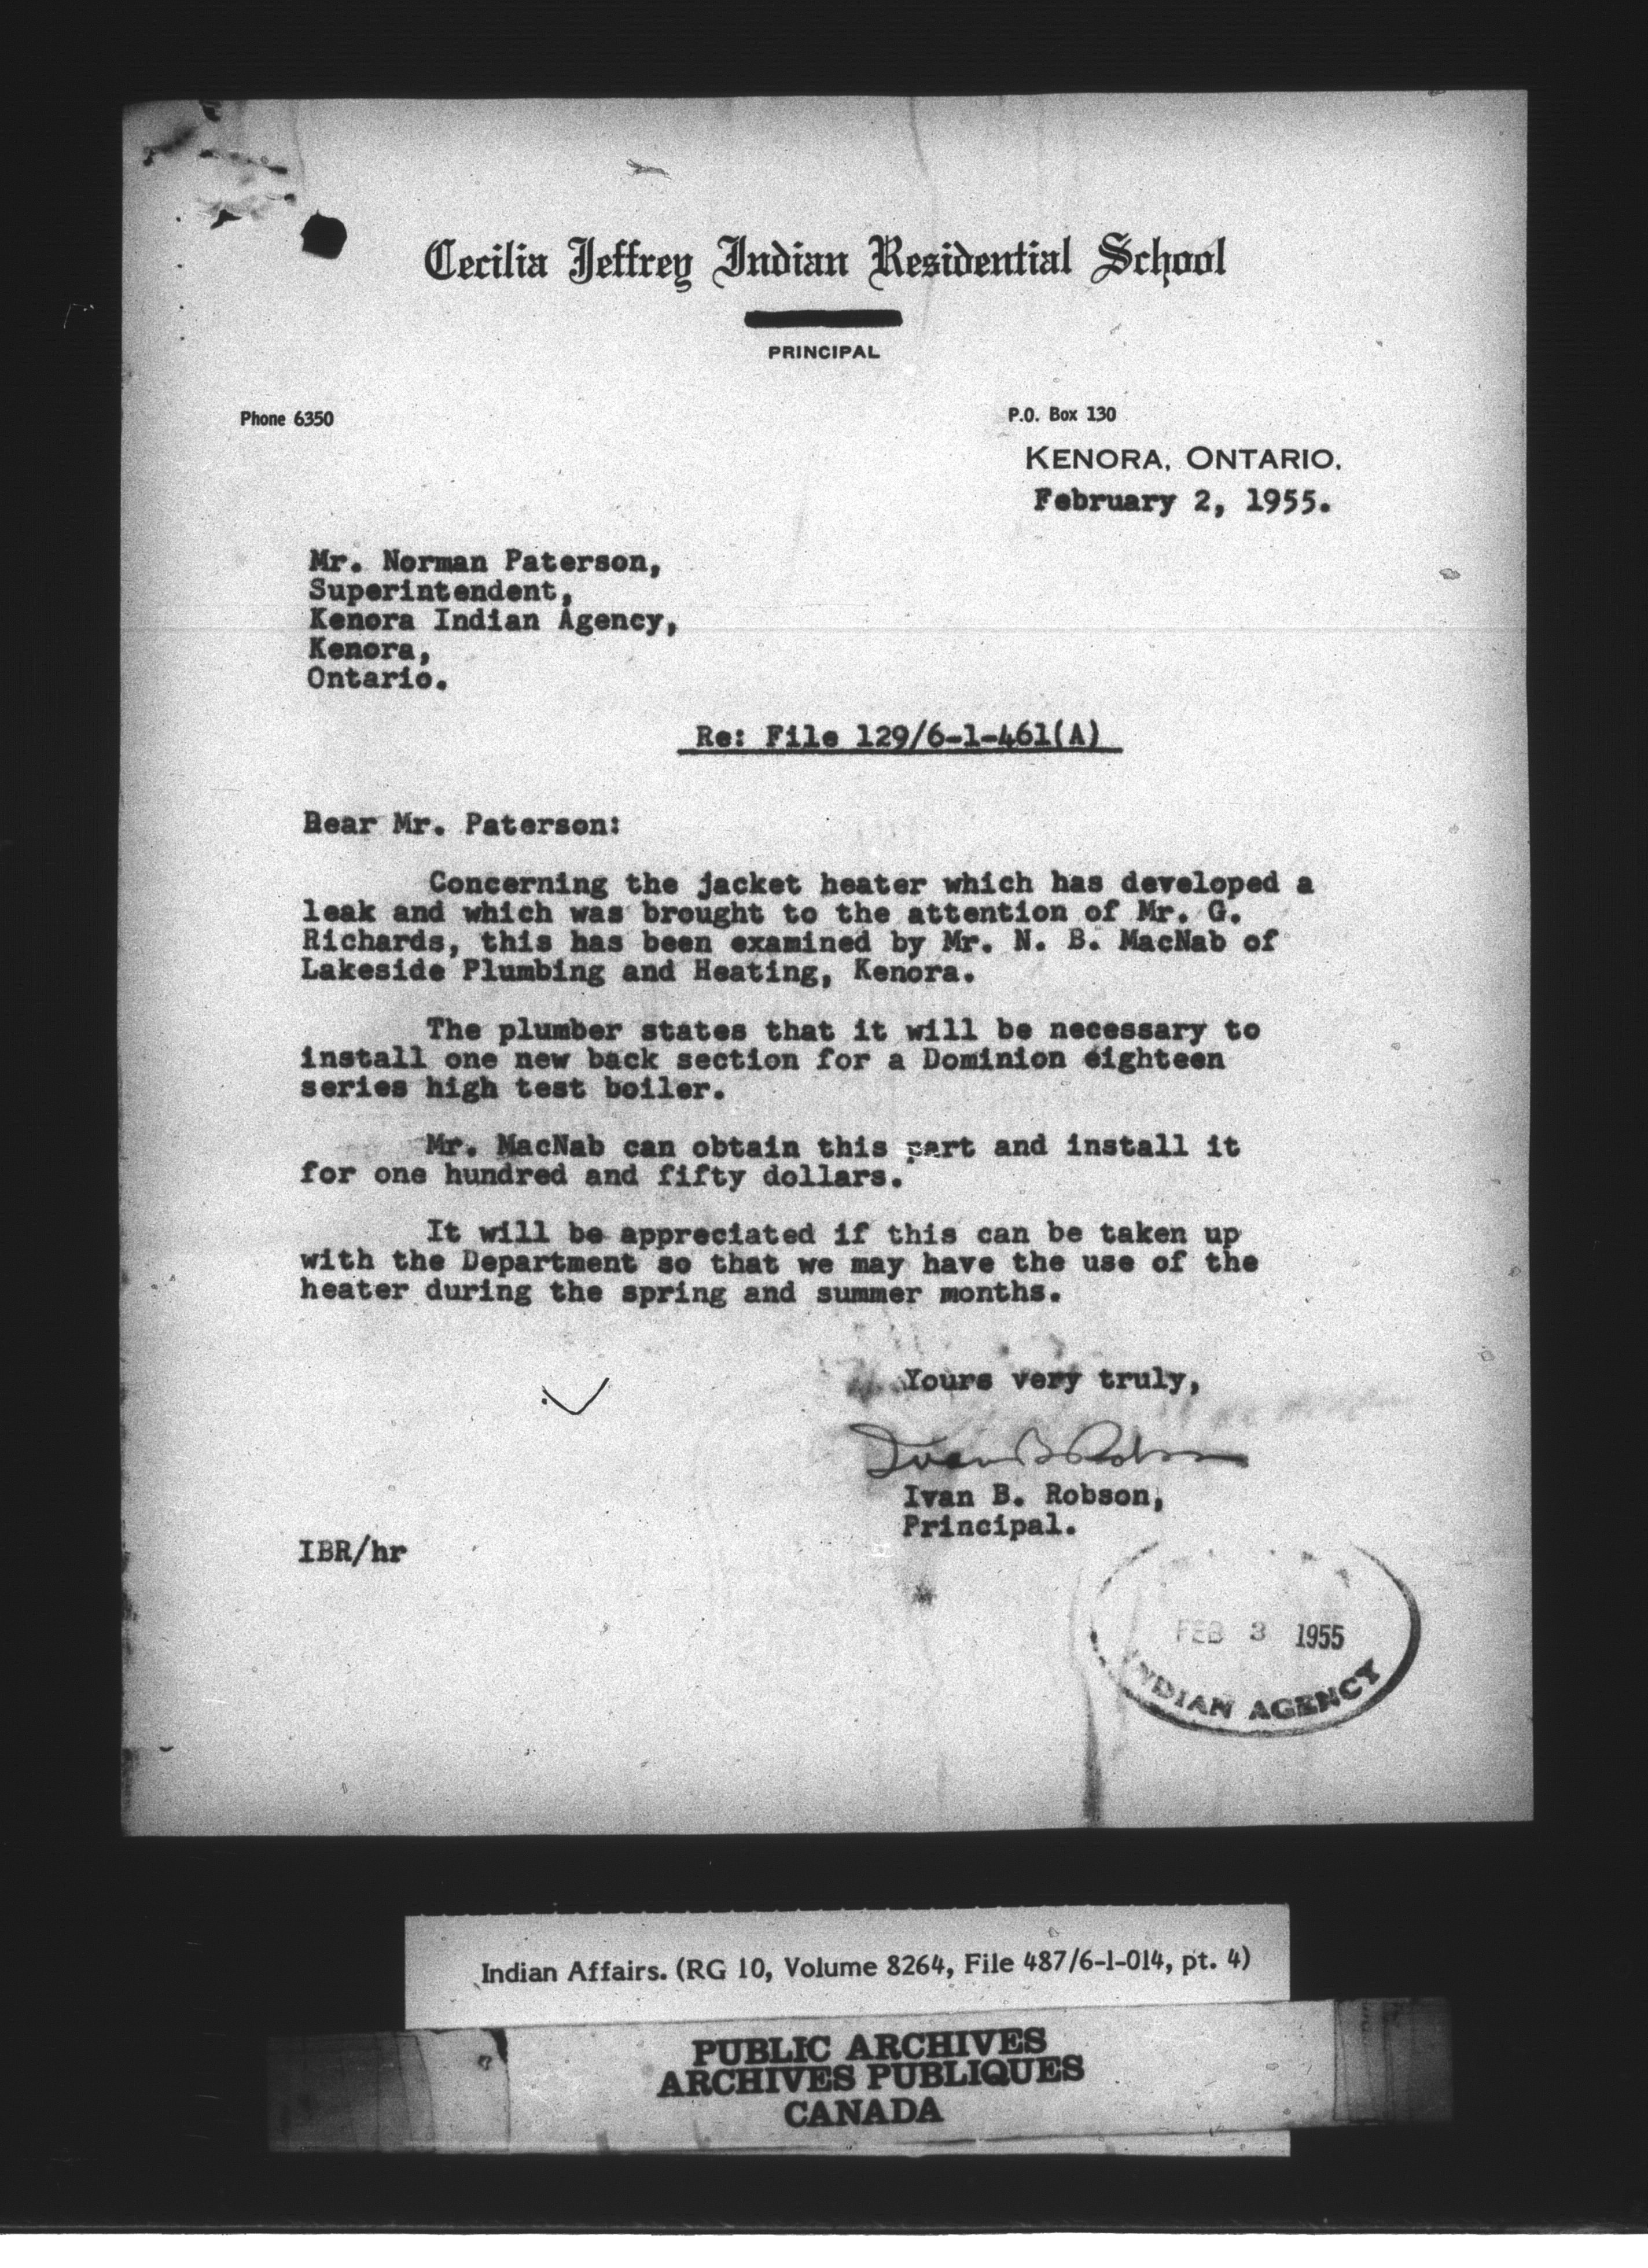 Cecilia Jeffrey Indian Residential School
PRINCIPAL
Phone 6350
P.O. Box 130
KENORA, ONTARIO.
February 2, 1955.
Mr. Norman Paterson,
Superintendent,
Kenora Indian Agency,
Kenora,
Ontario.
Re: File 129/6-1-461(A)
Dear Mr. Paterson:
Concerning the jacket heater which has developed a
leak and which was brought to the attention of Mr. G.
Richards, this has been examined by Mr. N. B. MacNab of
Lakeside Plumbing and Heating, Kenora.
The plumber states that it will be necessary to
install one new back section for a Dominion eighteen
series high test boiler.
Mr. MacNab can obtain this part and install it
for one hundred and fifty dollars.
It will be appreciated if this can be taken up
with the Department so that we may have the use of the
heater during the spring and summer months.
Yours very truly,
Ivan B Robson
Ivan B. Robson,
Principal.
IBR/hr
FEB 3 1955
INDIAN AGENCY
Indian Affairs. (RG 10, Volume 8264, File 487/6-1-014, pt. 4)
PUBLIC ARCHIVES
ARCHIVES PUBLIQUES
CANADA